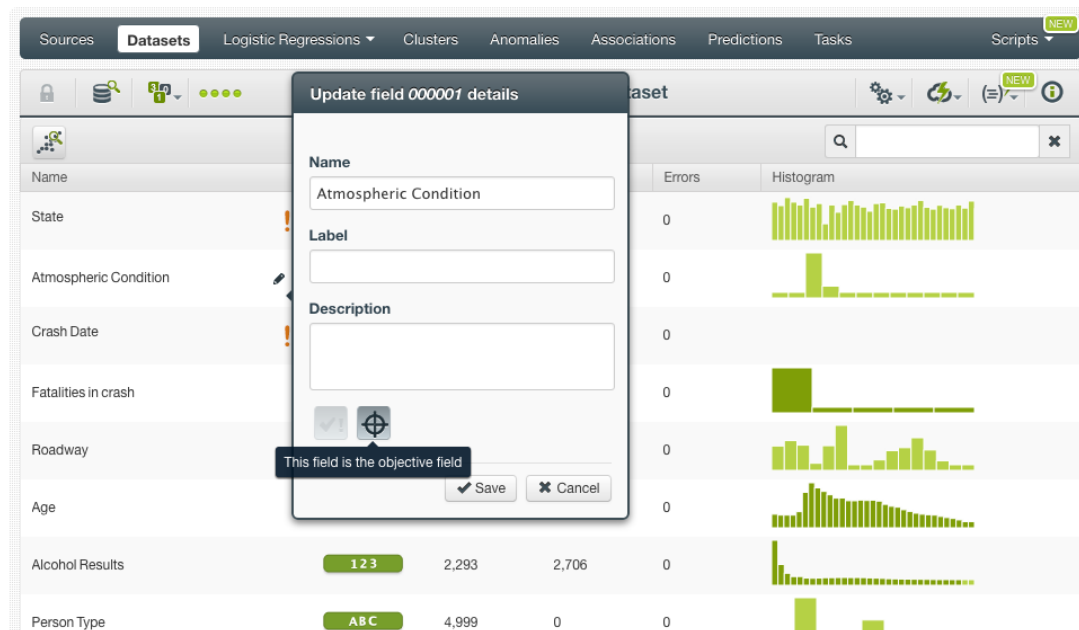 NEW
Sources Datasets Logistic Regressions Clusters Anomalies Associations Predictions Tasks Scripts
Update field 000001 details
NEW
Name
Errors Histogram
Name
Atmospheric Condition
State 0
Label
Atmospheric Condition 0
Description
Crash Date 0
Fatalities in crash 0
Roadway 0
This field is the objective field
Save Cancel
Age 0
Alcohol Results 123 2,293 2,706 0
Person Type ABC 4,999 0 0